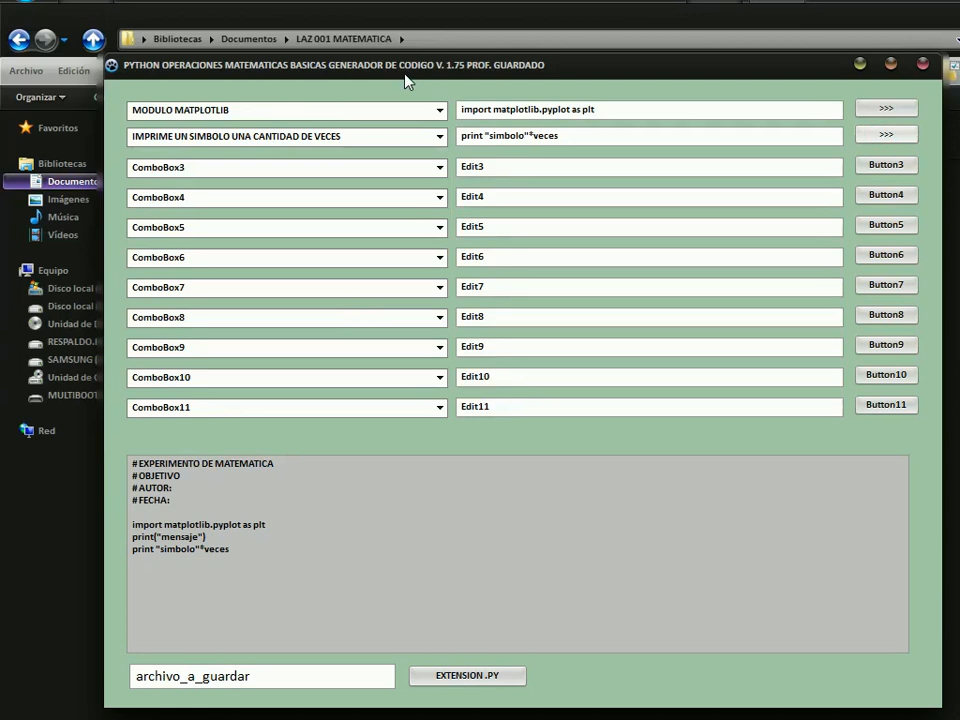 Bibliotecas Documentos LAZ 001 MATEMATICA
Archivo Edición
PYTHON OPERACIONES MATEMATICAS BASICAS GENERADOR DE CODIGO V. 1.75 PROF. GUARDADO
Organizar
Favoritos
Bibliotecas
Documento
Imágenes
Música
Vídeos
Equipo
Disco local
Disco local
Unidad de
RESPALDO.
SAMSUNG
Unidad de
MULTIBOOT
Red
MODULO MATPLOTLIB import matplotlib.pyplot as plt >>>
IMPRIME UN SIMBOLO UNA CANTIDAD DE VECES print "simbolo"*veces >>>
ComboBox3 Edit3 Button3
ComboBox4 Edit4 Button4
ComboBox5 Edit5 Button5
ComboBox6 Edit6 Button6
ComboBox7 Edit7 Button7
ComboBox8 Edit8 Button8
ComboBox9 Edit9 Button9
ComboBox10 Edit10 Button10
ComboBox11 Edit11 Button11
#EXPERIMENTO DE MATEMATICA
#OBJETIVO
#AUTOR:
#FECHA:
import matplotlib.pyplot as plt
print("mensaje")
print "simbolo"*veces
archivo_a_guardar EXTENSION .PY